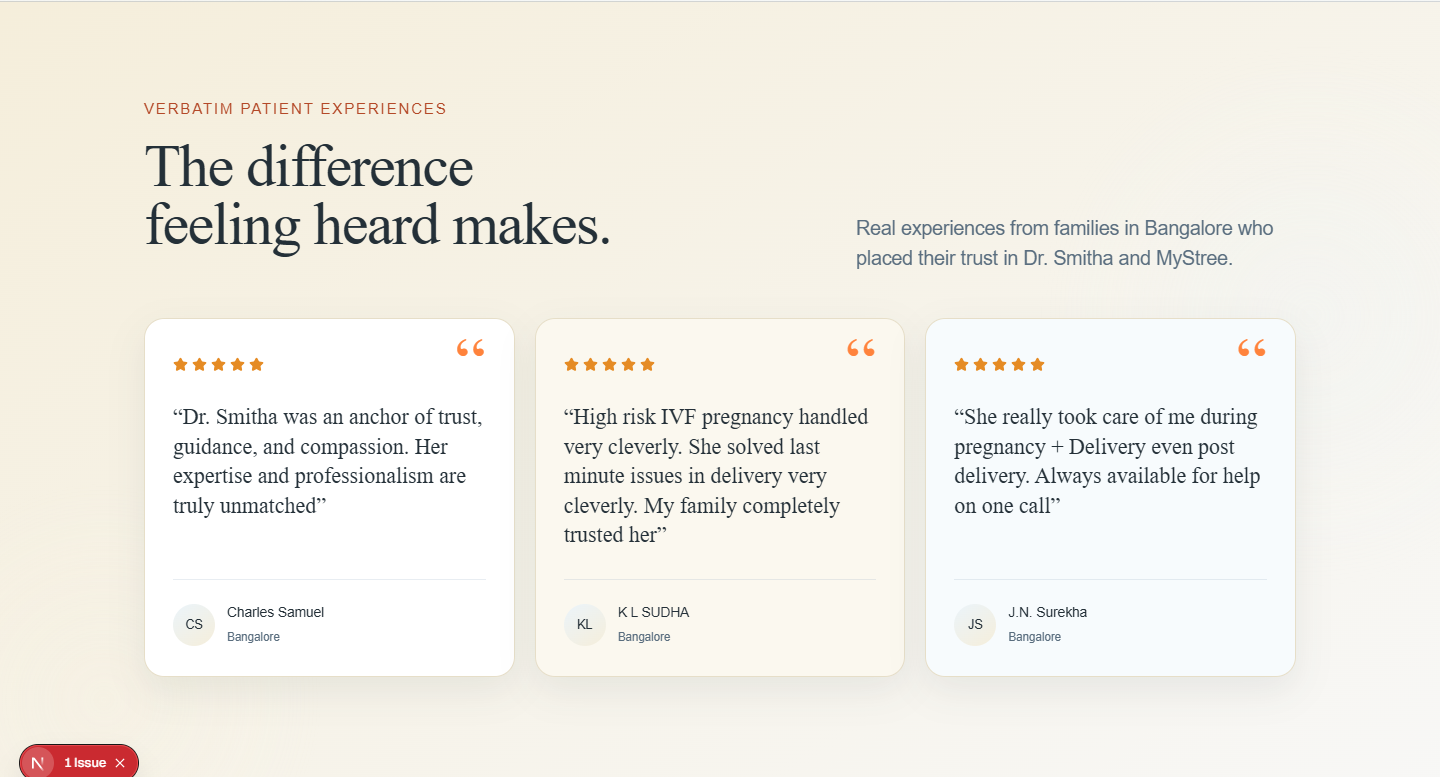 VERBATIM PATIENT EXPERIENCES
The difference
feeling heard makes.
Real experiences from families in Bangalore who
placed their trust in Dr. Smitha and MyStree.
“
“Dr. Smitha was an anchor of trust,
guidance, and compassion. Her
expertise and professionalism are
truly unmatched”
CS
Charles Samuel
Bangalore
“
“High risk IVF pregnancy handled
very cleverly. She solved last
minute issues in delivery very
cleverly. My family completely
trusted her”
KL
K L SUDHA
Bangalore
“
“She really took care of me during
pregnancy + Delivery even post
delivery. Always available for help
on one call”
JS
J.N. Surekha
Bangalore
N
1 Issue